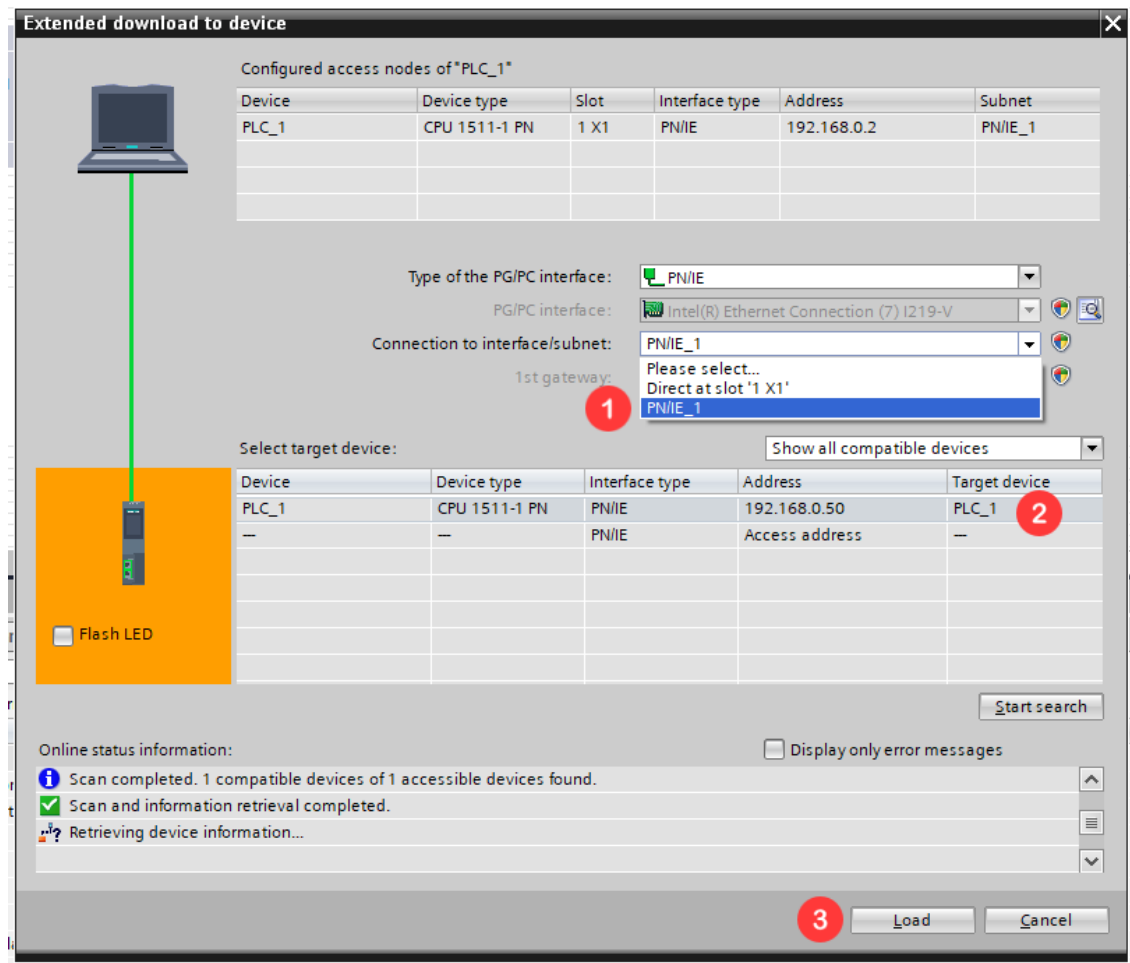 Extended download to device
Configured access nodes of "PLC_1"
Device Device type Slot Interface type Address Subnet
PLC_1 CPU 1511-1 PN 1 X1 PN/IE 192.168.0.2 PN/IE_1
Type of the PG/PC interface: PN/IE
PG/PC interface: Intel(R) Ethernet Connection (7) I219-V
Connection to interface/subnet: PN/IE_1
Please select...
1st gateway: Direct at slot '1 X1'
1 PN/IE_1
Select target device: Show all compatible devices
Device Device type Interface type Address Target device
PLC_1 CPU 1511-1 PN PN/IE 192.168.0.50 PLC_1 2
— — PN/IE Access address —
Flash LED
Start search
Online status information: Display only error messages
Scan completed. 1 compatible devices of 1 accessible devices found.
Scan and information retrieval completed.
? Retrieving device information...
3 Load Cancel